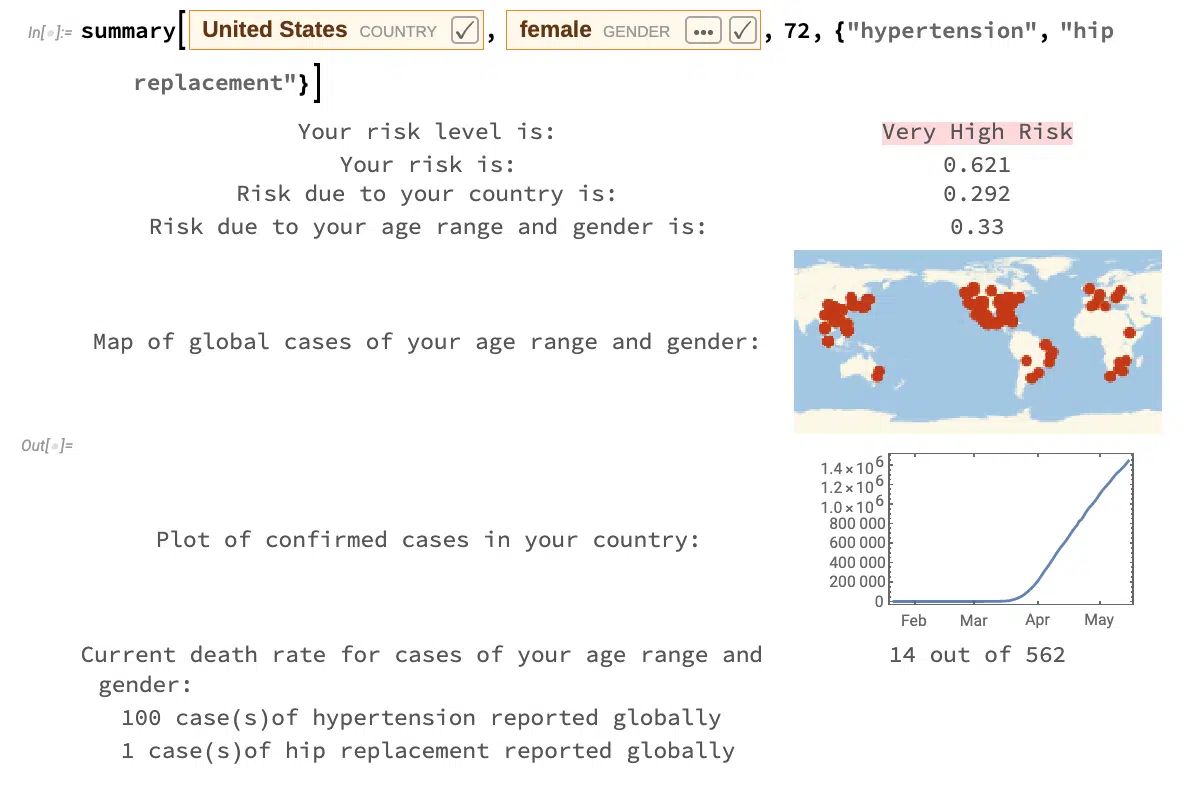 In[ ]:= summary[United States COUNTRY ✓, female GENDER ... ✓, 72, {"hypertension", "hip
replacement"}]
Your risk level is: Very High Risk
Your risk is: 0.621
Risk due to your country is: 0.292
Risk due to your age range and gender is: 0.33
Map of global cases of your age range and gender:
Out[ ]=
1.4×10^6
1.2×10^6
1.0×10^6
800 000
Plot of confirmed cases in your country:
600 000
400 000
200 000
0
Feb Mar Apr May
Current death rate for cases of your age range and 14 out of 562
gender:
100 case(s)of hypertension reported globally
1 case(s)of hip replacement reported globally